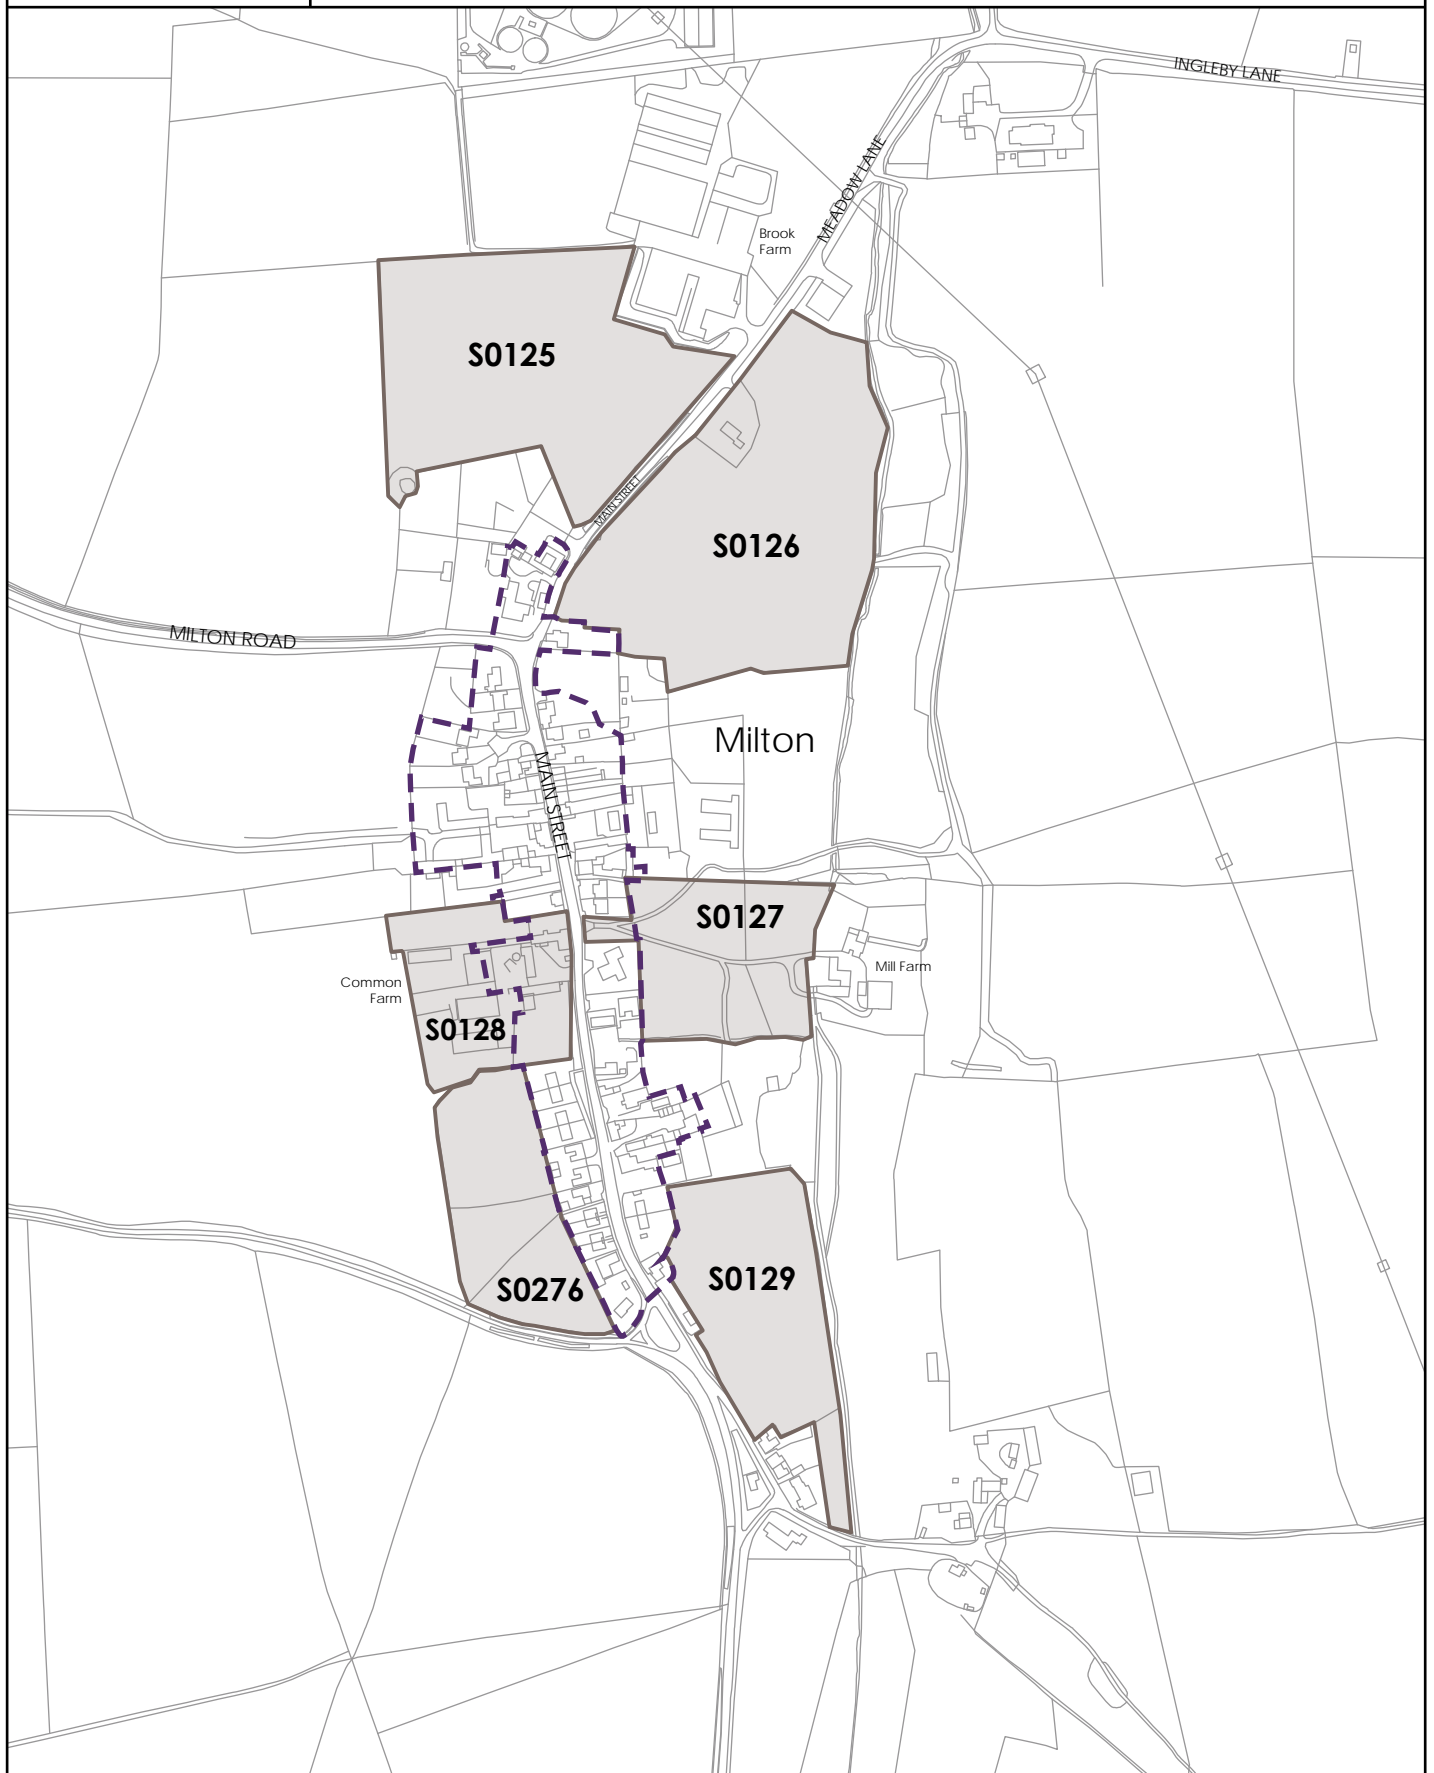 INGLEBY LANE
MEADOW LANE
Brook
Farm
S0125
MAIN STREET
S0126
MILTON ROAD
Milton
MAIN STREET
S0127
Mill Farm
Common
Farm
S0128
S0129
S0276